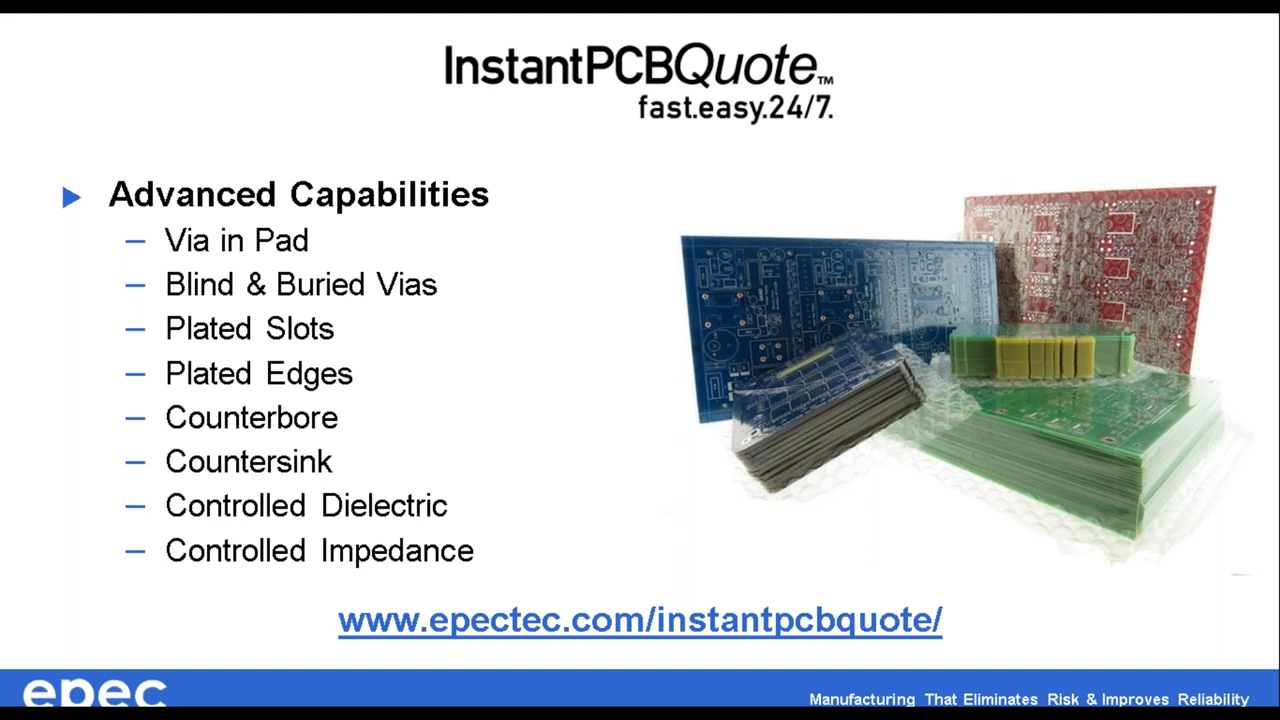 InstantPCBQuote™
fast.easy.24/7.
Advanced Capabilities
– Via in Pad
– Blind & Buried Vias
– Plated Slots
– Plated Edges
– Counterbore
– Countersink
– Controlled Dielectric
– Controlled Impedance
www.epectec.com/instantpcbquote/
epec
Manufacturing That Eliminates Risk & Improves Reliability